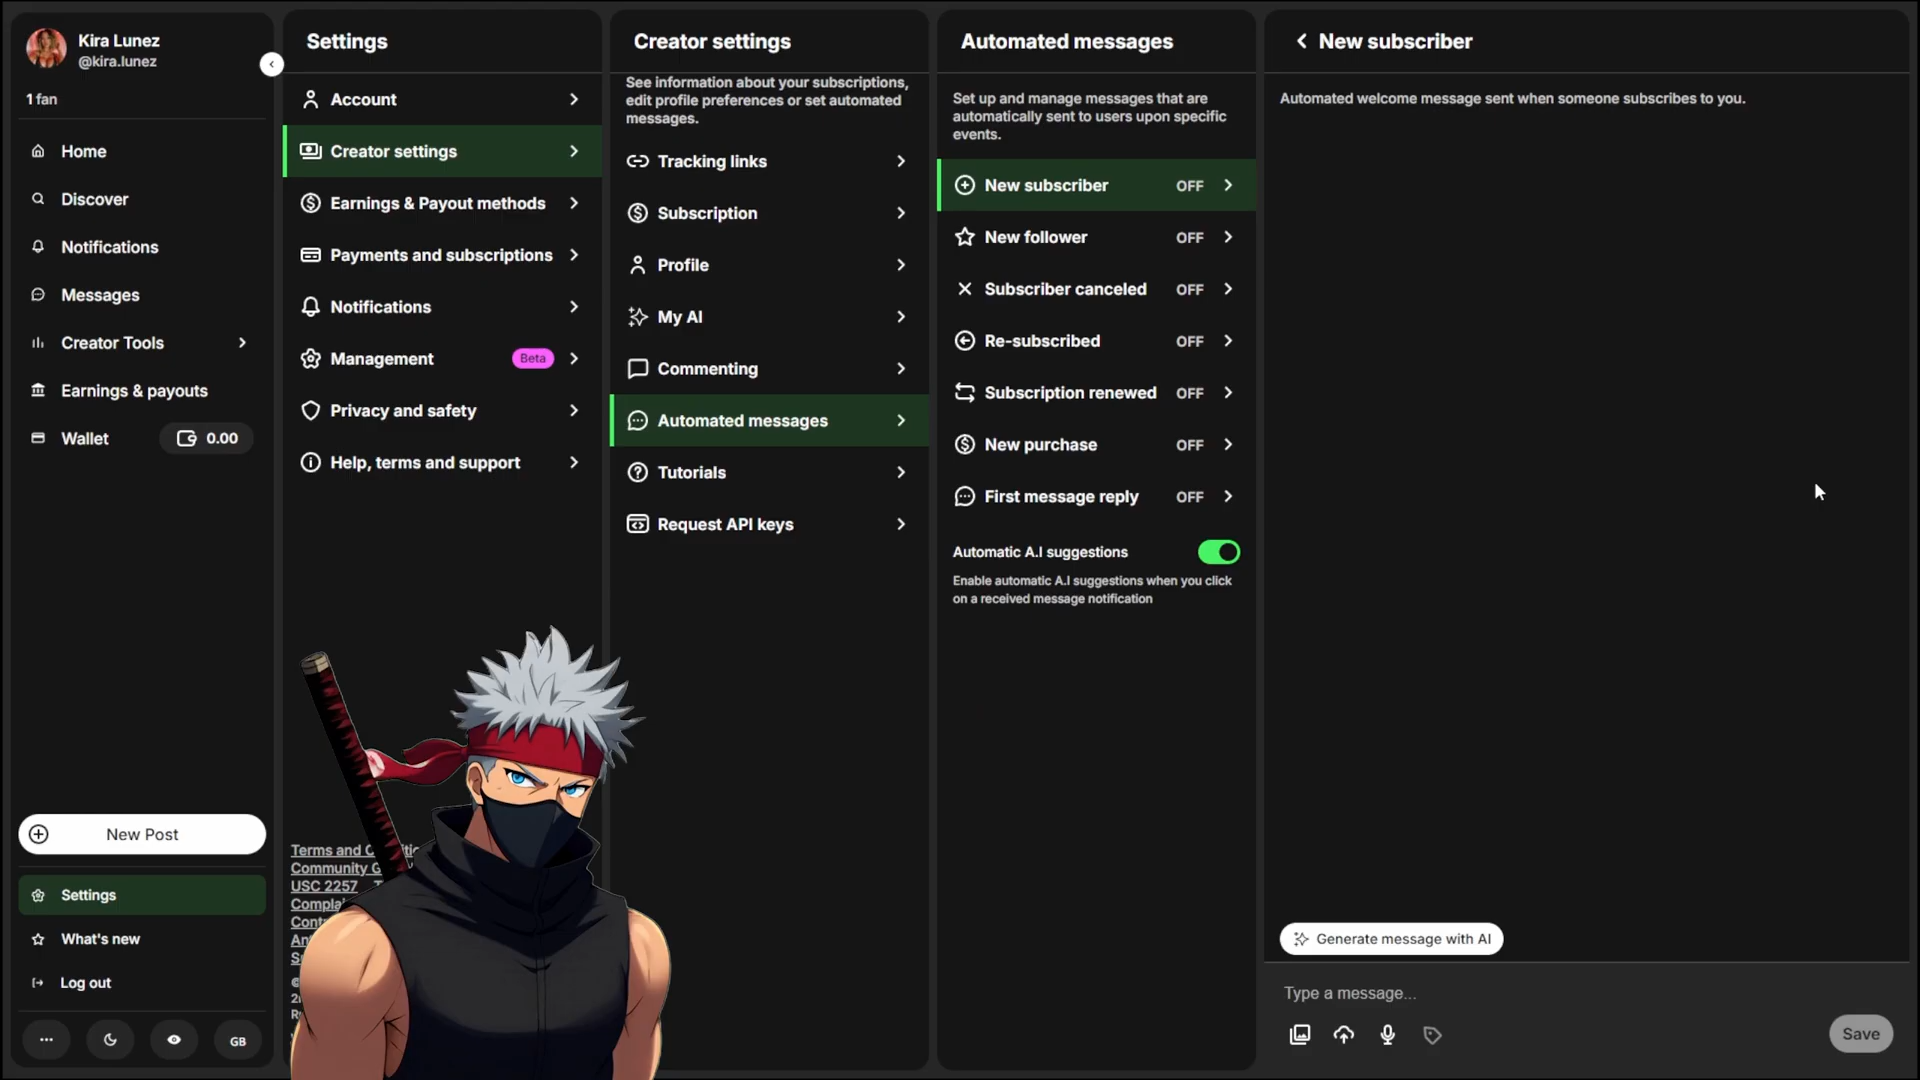 Kira Lunez
@kira.lunez
1 fan
Home
Discover
Notifications
Messages
Creator Tools
Earnings & payouts
Wallet
0.00
New Post
Settings
What's new
Log out
GB
Settings
Account
Creator settings
Earnings & Payout methods
Payments and subscriptions
Notifications
Management
Beta
Privacy and safety
Help, terms and support
Terms and
Community
USC 2257
Creator settings
See information about your subscriptions,
edit profile preferences or set automated
messages.
Tracking links
Subscription
Profile
My AI
Commenting
Automated messages
Tutorials
Request API keys
Automated messages
Set up and manage messages that are
automatically sent to users upon specific
events.
New subscriber OFF
New follower OFF
Subscriber canceled OFF
Re-subscribed OFF
Subscription renewed OFF
New purchase OFF
First message reply OFF
Automatic A.I suggestions
Enable automatic A.I suggestions when you click
on a received message notification
New subscriber
Automated welcome message sent when someone subscribes to you.
Generate message with AI
Type a message...
Save